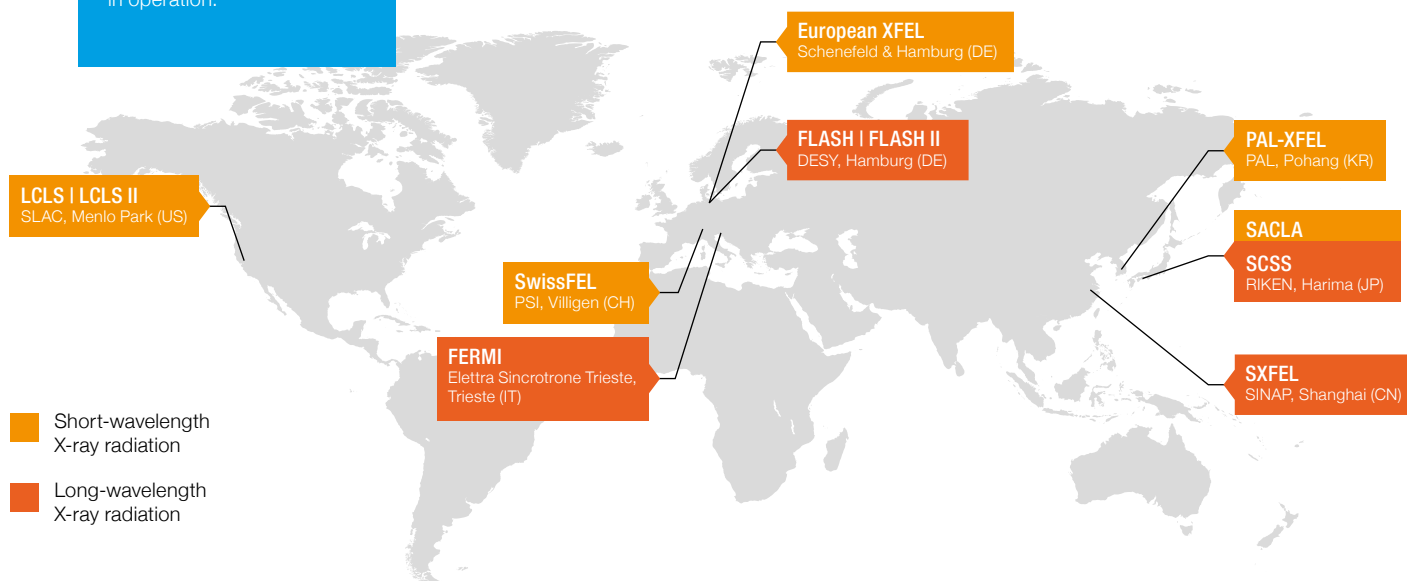 in operation.
European XFEL
Schenefeld & Hamburg (DE)
FLASH | FLASH II
DESY, Hamburg (DE)
PAL-XFEL
PAL, Pohang (KR)
LCLS | LCLS II
SLAC, Menlo Park (US)
SACLA
SCSS
RIKEN, Harima (JP)
SwissFEL
PSI, Villigen (CH)
FERMI
Elettra Sincrotrone Trieste,
Trieste (IT)
SXFEL
SINAP, Shanghai (CN)
Short-wavelength
X-ray radiation
Long-wavelength
X-ray radiation